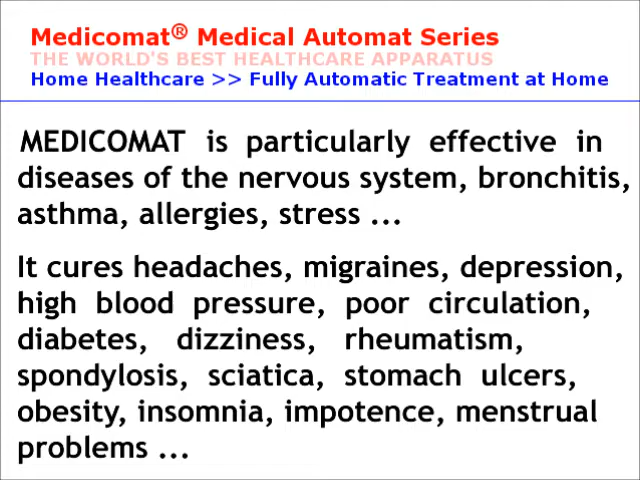 Medicomat® Medical Automat Series
THE WORLD'S BEST HEALTHCARE APPARATUS
Home Healthcare >> Fully Automatic Treatment at Home
MEDICOMAT is particularly effective in
diseases of the nervous system, bronchitis,
asthma, allergies, stress ...
It cures headaches, migraines, depression,
high blood pressure, poor circulation,
diabetes, dizziness, rheumatism,
spondylosis, sciatica, stomach ulcers,
obesity, insomnia, impotence, menstrual
problems ...